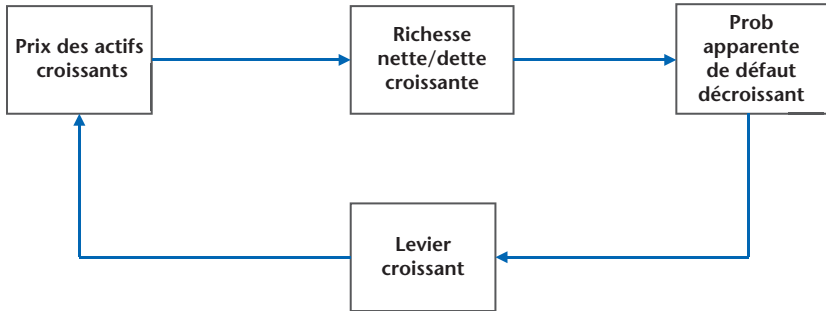 Prix des actifs
croissants
Richesse
nette/dette
croissante
Prob
apparente
de défaut
décroissant
Levier
croissant